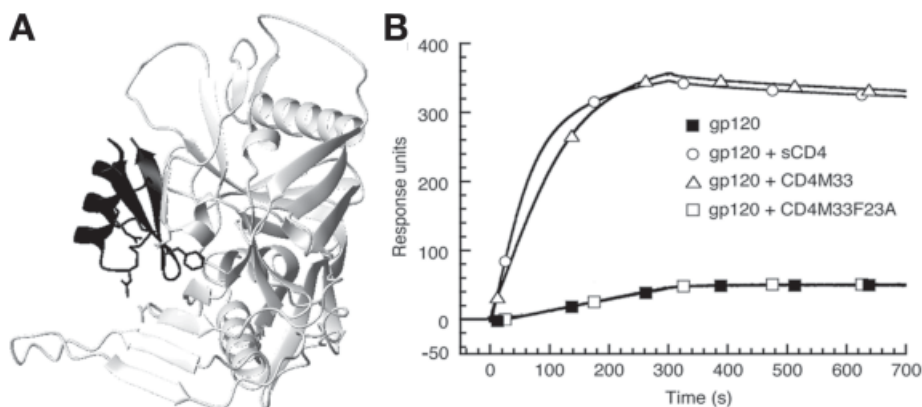 A
B
400
300
200
100
0
-50
Response units
gp120
gp120 + sCD4
gp120 + CD4M33
gp120 + CD4M33F23A
0 100 200 300 400 500 600 700
Time (s)